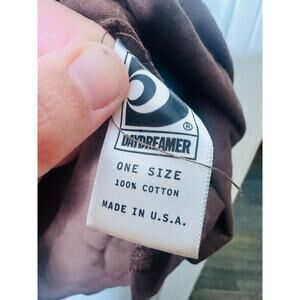 ®
DAYDREAMER
ONE SIZE
100% COTTON
MADE IN U.S.A.